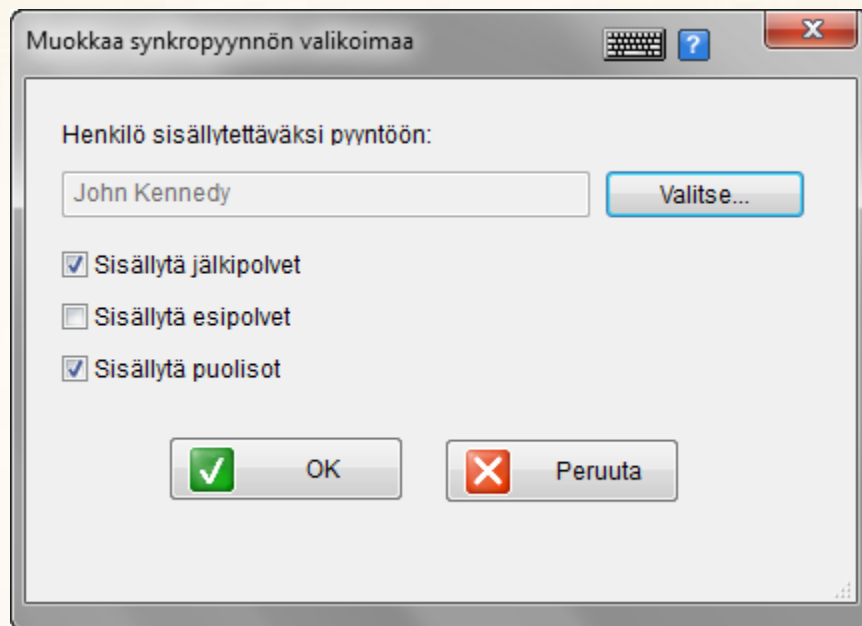 Muokkaa synkropyynnön valikoimaa
?
Henkilö sisällytettäväksi pyyntöön:
John Kennedy
Valitse...
Sisällytä jälkipolvet
Sisällytä esipolvet
Sisällytä puolisot
OK
Peruuta